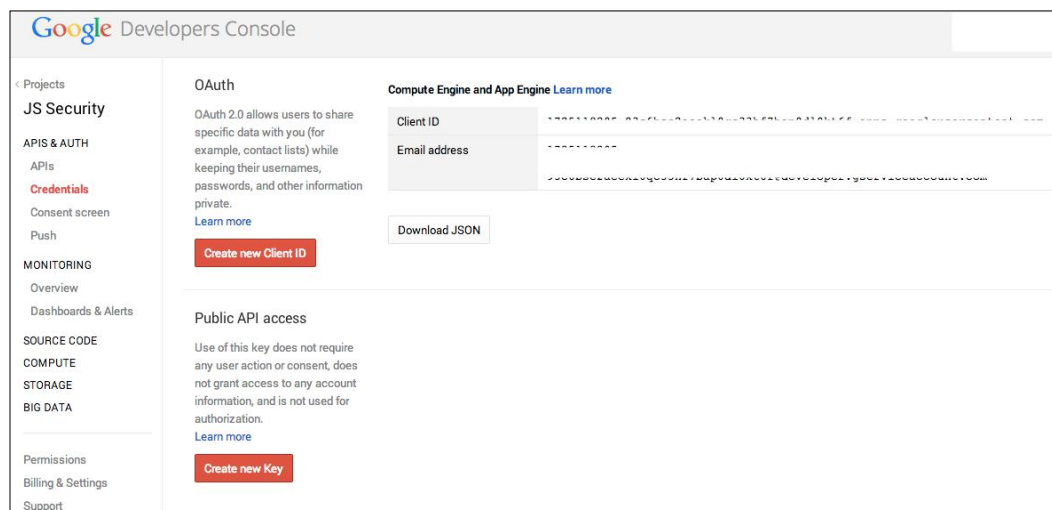 Google Developers Console
< Projects
JS Security
APIS & AUTH
APIs
Credentials
Consent screen
Push
MONITORING
Overview
Dashboards & Alerts
SOURCE CODE
COMPUTE
STORAGE
BIG DATA
Permissions
Billing & Settings
Support
OAuth
OAuth 2.0 allows users to share
specific data with you (for
example, contact lists) while
keeping their usernames,
passwords, and other information
private.
Learn more
Create new Client ID
Compute Engine and App Engine Learn more
Client ID
Email address
Download JSON
Public API access
Use of this key does not require
any user action or consent, does
not grant access to any account
information, and is not used for
authorization.
Learn more
Create new Key